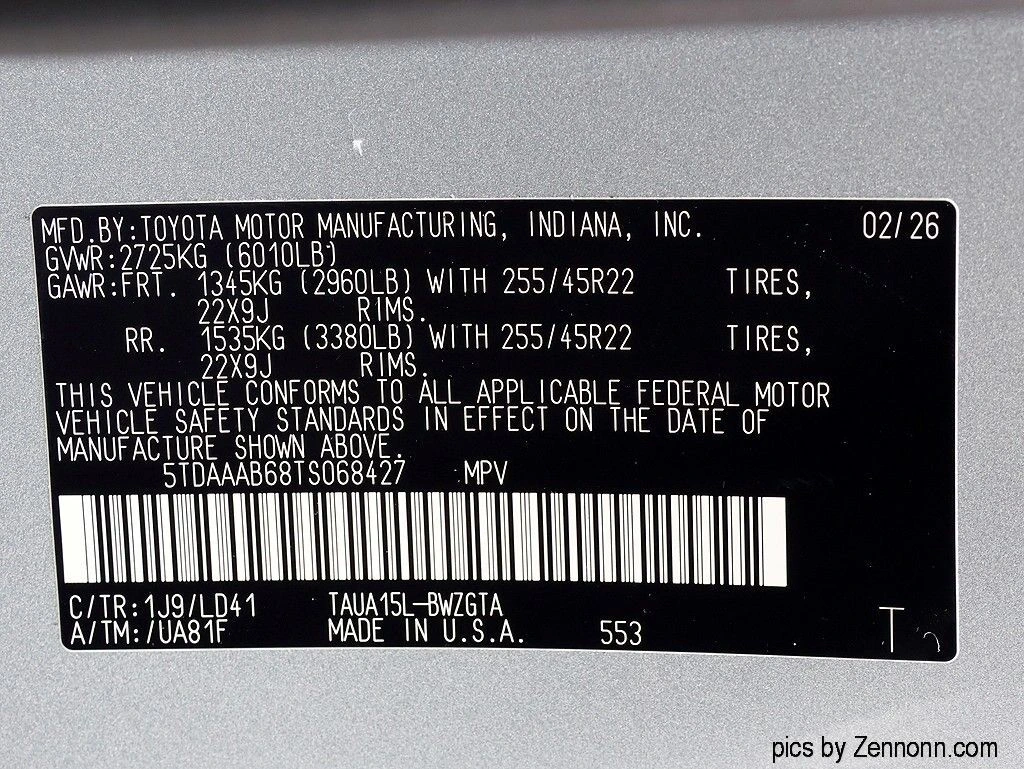 MFD.BY:TOYOTA MOTOR MANUFACTURING, INDIANA, INC. 02/26
GVWR:2725KG (6010LB)
GAWR:FRT. 1345KG (2960LB) WITH 255/45R22 TIRES,
22X9J RIMS.
RR. 1535KG (3380LB) WITH 255/45R22 TIRES,
22X9J RIMS.
THIS VEHICLE CONFORMS TO ALL APPLICABLE FEDERAL MOTOR
VEHICLE SAFETY STANDARDS IN EFFECT ON THE DATE OF
MANUFACTURE SHOWN ABOVE.
5TDAAAB68TS068427 MPV
C/TR:1J9/LD41 TAUA15L-BWZGTA
A/TM:/UA81F MADE IN U.S.A. 553 T
pics by Zennonn.com